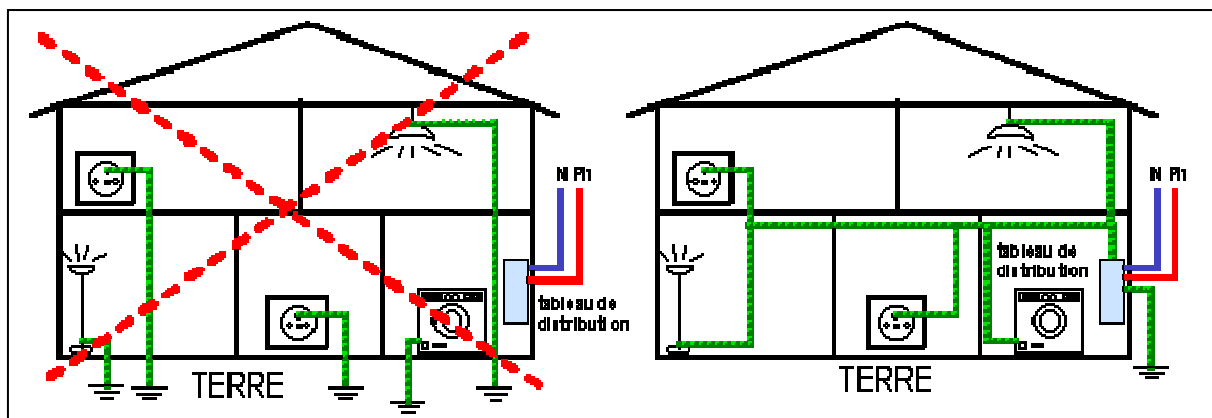 N Ph
tableau de
distribution
TERRE
N Ph
tableau de
distribution
TERRE